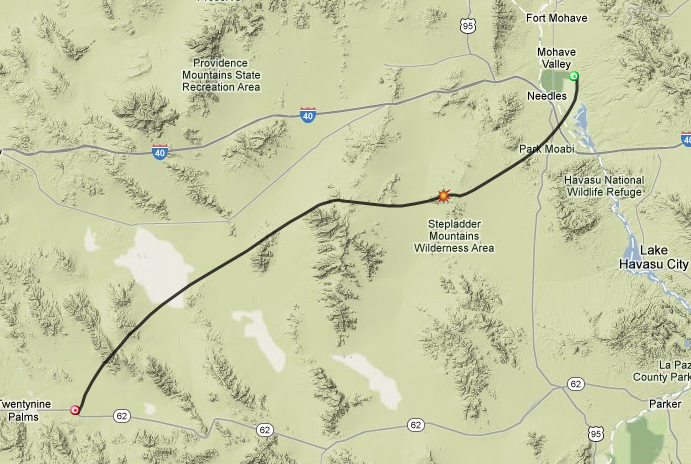 Preserve
Fort Mohave
95
Mohave
Valley
Providence
Mountains State
Recreation Area
Needles
40
Park Moabi
40
40
Havasu National
Wildlife Refuge
Stepladder
Mountains
Wilderness Area
Lake
Havasu City
La Paz
County Park
62
Twentynine
Palms
62
62
62
Parker
95